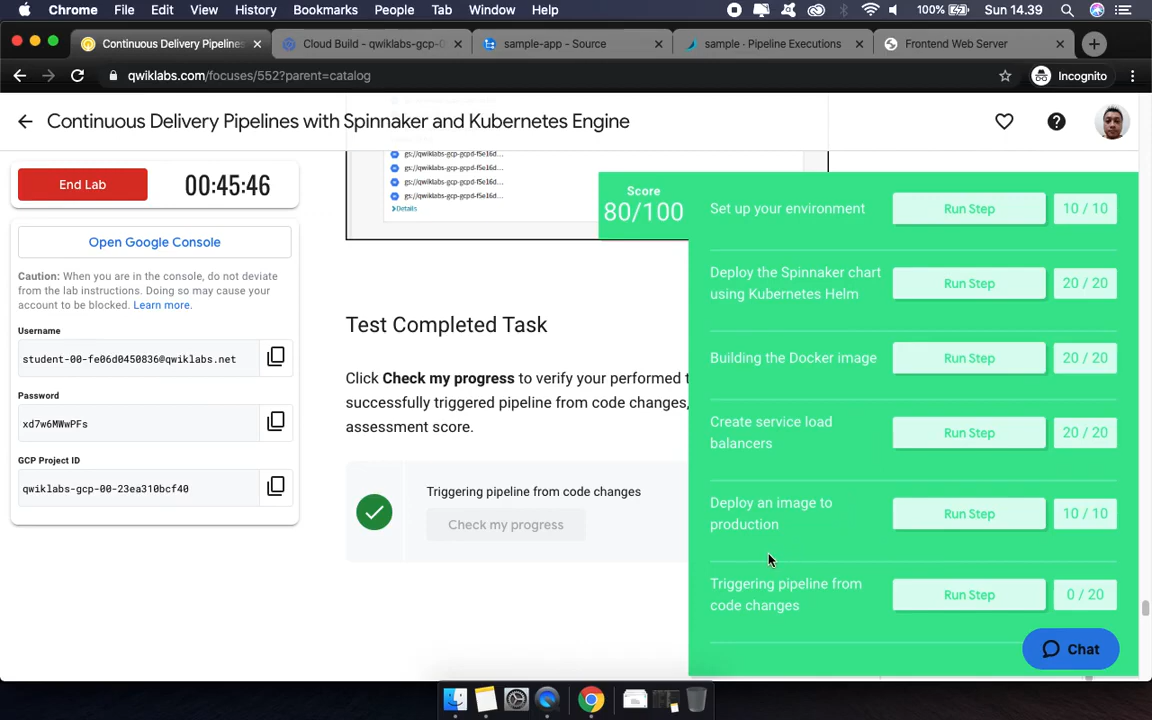 Chrome File Edit View History Bookmarks People Tab Window Help 100% Sun 14.39
Continuous Delivery Pipelines Cloud Build - qwiklabs-gcp-0 sample-app - Source sample · Pipeline Executions Frontend Web Server
qwiklabs.com/focuses/552?parent=catalog Incognito
Continuous Delivery Pipelines with Spinnaker and Kubernetes Engine
End Lab 00:45:46
Open Google Console
Caution: When you are in the console, do not deviate
from the lab instructions. Doing so may cause your
account to be blocked. Learn more.
Username
student-00-fe06d0450836@qwiklabs.net
Password
xd7w6MWwPFs
GCP Project ID
qwiklabs-gcp-00-23ea310bcf40
gs://qwiklabs-gcp-gcpd-f5e16d...
gs://qwiklabs-gcp-gcpd-f5e16d...
gs://qwiklabs-gcp-gcpd-f5e16d...
gs://qwiklabs-gcp-gcpd-f5e16d...
Details
Test Completed Task
Click Check my progress to verify your performed t
successfully triggered pipeline from code changes,
assessment score.
Triggering pipeline from code changes
Check my progress
Score
80/100
Set up your environment Run Step 10 / 10
Deploy the Spinnaker chart
using Kubernetes Helm Run Step 20 / 20
Building the Docker image Run Step 20 / 20
Create service load
balancers Run Step 20 / 20
Deploy an image to
production Run Step 10 / 10
Triggering pipeline from
code changes Run Step 0 / 20
Chat